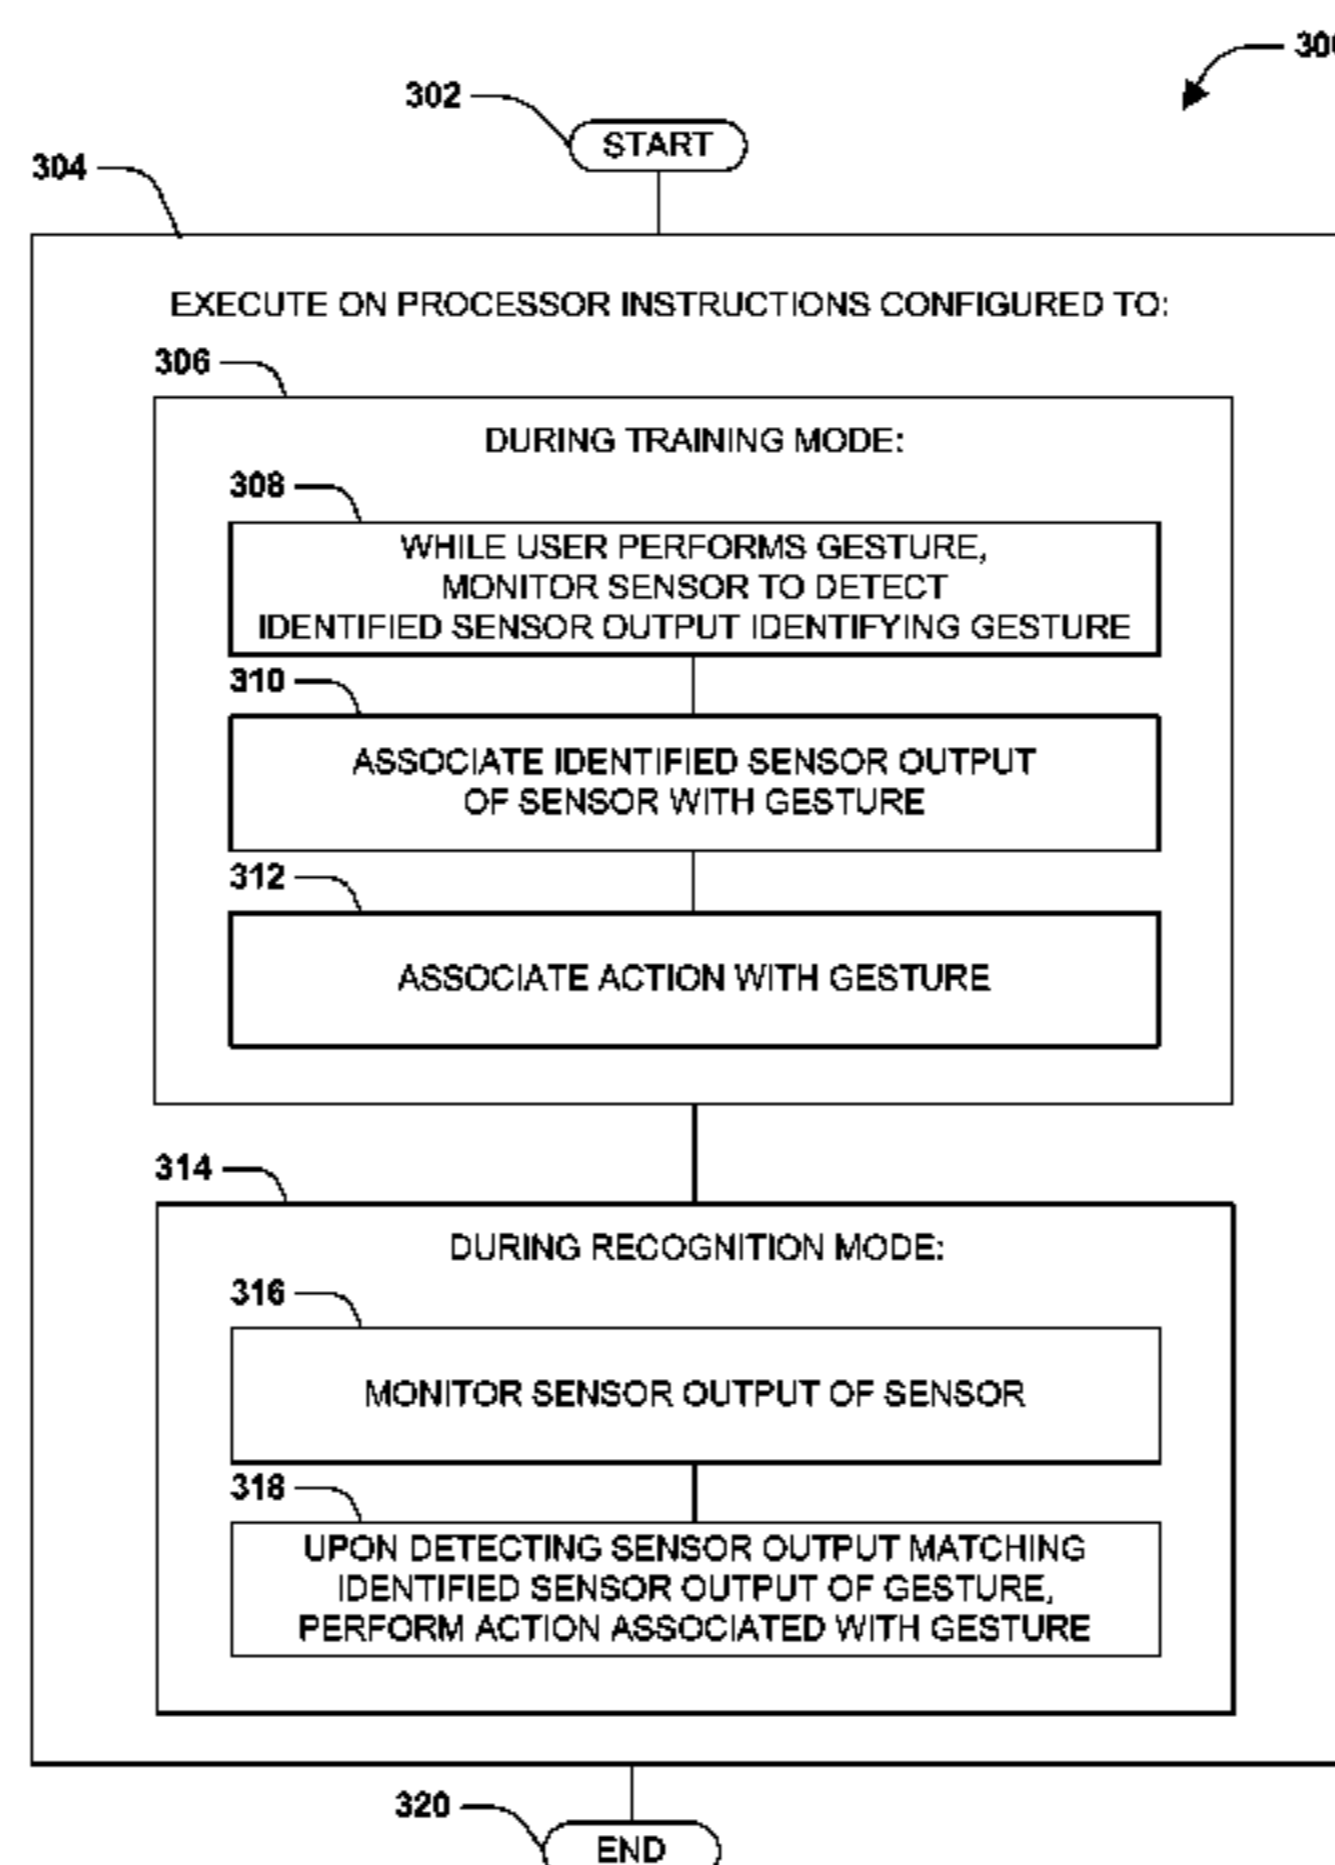 300
302
START
304
EXECUTE ON PROCESSOR INSTRUCTIONS CONFIGURED TO:
306
DURING TRAINING MODE:
308
WHILE USER PERFORMS GESTURE,
MONITOR SENSOR TO DETECT
IDENTIFIED SENSOR OUTPUT IDENTIFYING GESTURE
310
ASSOCIATE IDENTIFIED SENSOR OUTPUT
OF SENSOR WITH GESTURE
312
ASSOCIATE ACTION WITH GESTURE
314
DURING RECOGNITION MODE:
316
MONITOR SENSOR OUTPUT OF SENSOR
318
UPON DETECTING SENSOR OUTPUT MATCHING
IDENTIFIED SENSOR OUTPUT OF GESTURE,
PERFORM ACTION ASSOCIATED WITH GESTURE
320
END